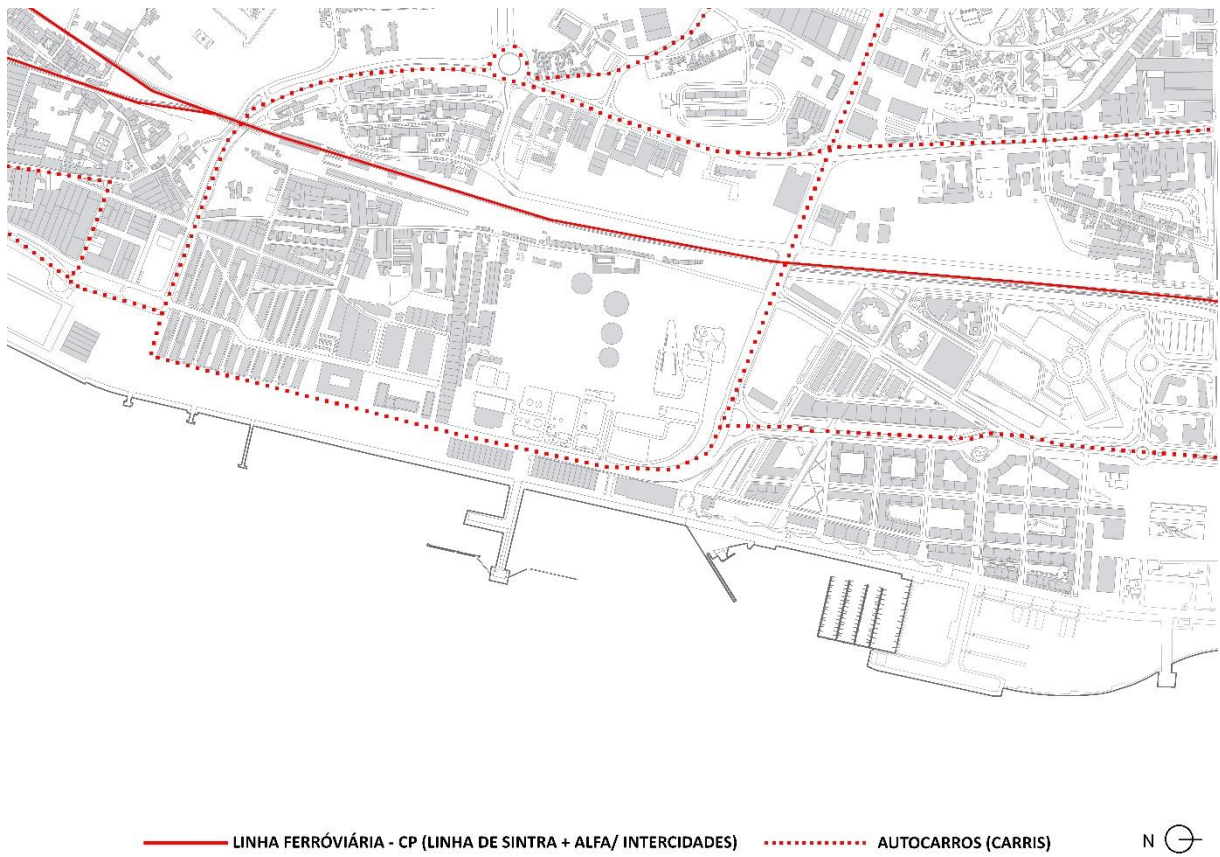 LINHA FERRÓVIÁRIA - CP (LINHA DE SINTRA + ALFA/ INTERCIDADES) AUTOCARROS (CARRIS) N